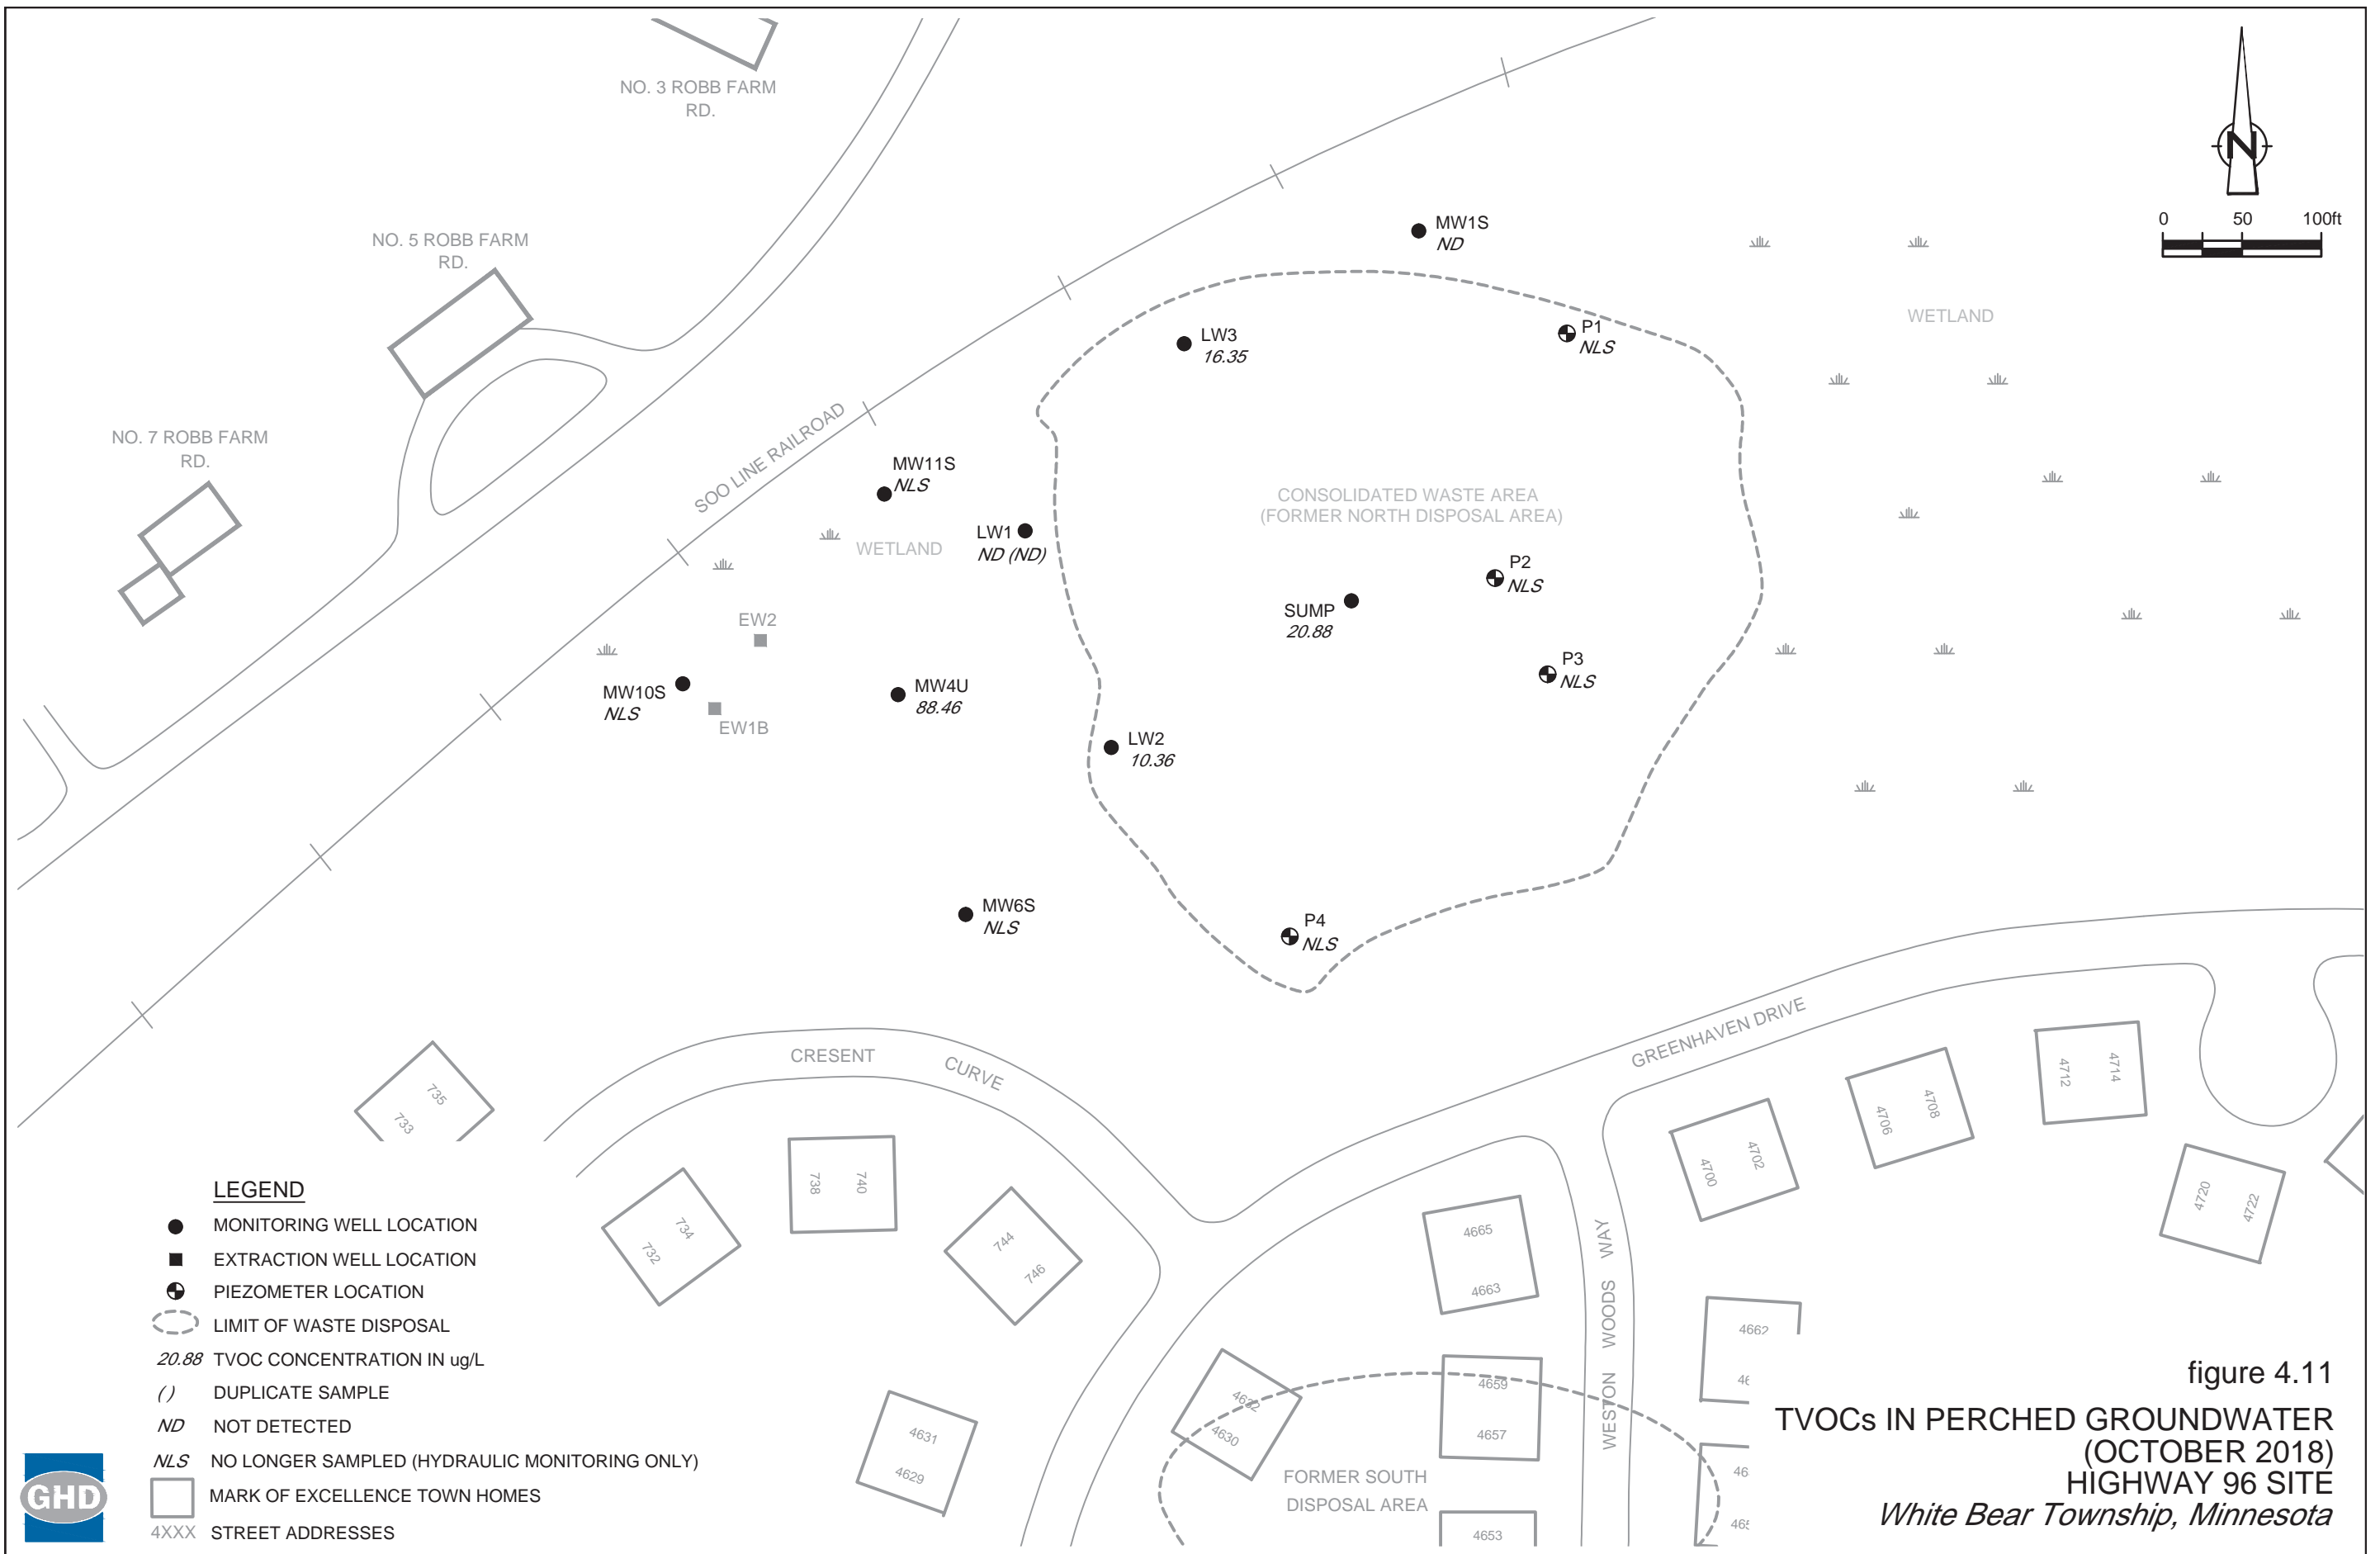 NO. 3 ROBB FARM
RD.
NO. 5 ROBB FARM
RD.
NO. 7 ROBB FARM
RD.
N
0 50 100ft
MW1S
ND
WETLAND
P1
NLS
LW3
16.35
SOO LINE RAILROAD
MW11S
NLS
WETLAND
LW1
ND (ND)
CONSOLIDATED WASTE AREA
(FORMER NORTH DISPOSAL AREA)
P2
NLS
SUMP
20.88
P3
NLS
EW2
MW10S
NLS
EW1B
MW4U
88.46
LW2
10.36
MW6S
NLS
P4
NLS
CRESENT CURVE
GREENHAVEN DRIVE
WESTON WOODS WAY
735
733
732
734
738
740
744
746
4631
4629
4632
4630
4665
4663
4659
4657
4653
4700
4702
4706
4708
4712
4714
4720
4722
4662
FORMER SOUTH
DISPOSAL AREA
LEGEND
MONITORING WELL LOCATION
EXTRACTION WELL LOCATION
PIEZOMETER LOCATION
LIMIT OF WASTE DISPOSAL
20.88 TVOC CONCENTRATION IN ug/L
( ) DUPLICATE SAMPLE
ND NOT DETECTED
NLS NO LONGER SAMPLED (HYDRAULIC MONITORING ONLY)
MARK OF EXCELLENCE TOWN HOMES
4XXX STREET ADDRESSES
GHD
figure 4.11
TVOCs IN PERCHED GROUNDWATER
(OCTOBER 2018)
HIGHWAY 96 SITE
White Bear Township, Minnesota